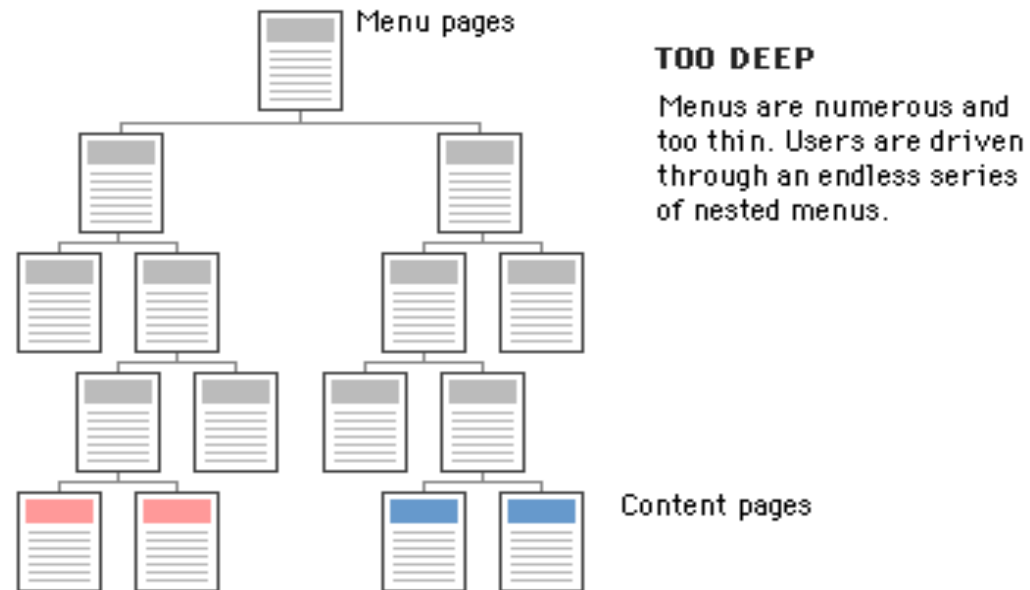 Menu pages
TOO DEEP
Menus are numerous and
too thin. Users are driven
through an endless series
of nested menus.
Content pages